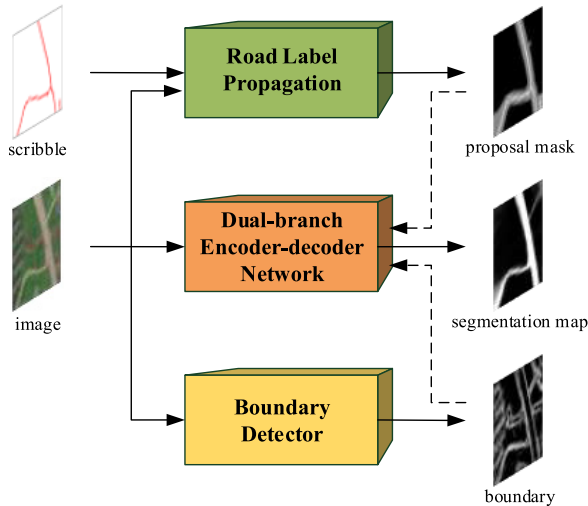 Road Label
Propagation
scribble
proposal mask
Dual-branch
Encoder-decoder
Network
image
segmentation map
Boundary
Detector
boundary